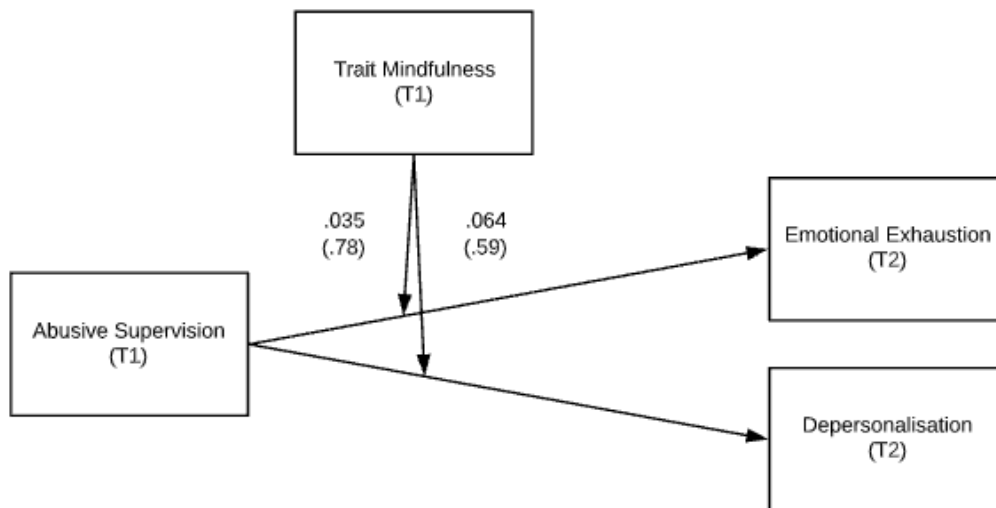 Trait Mindfulness
(T1)
.035
(.78)
.064
(.59)
Emotional Exhaustion
(T2)
Abusive Supervision
(T1)
Depersonalisation
(T2)